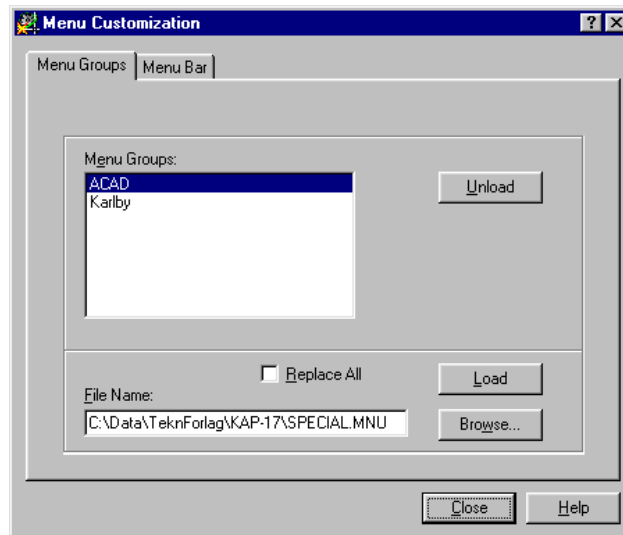 Menu Customization
Menu Groups Menu Bar
Menu Groups:
ACAD
Karlby
Unload
Replace All
Load
File Name:
C:\Data\TeknForlag\KAP-17\SPECIAL.MNU
Browse...
Close Help